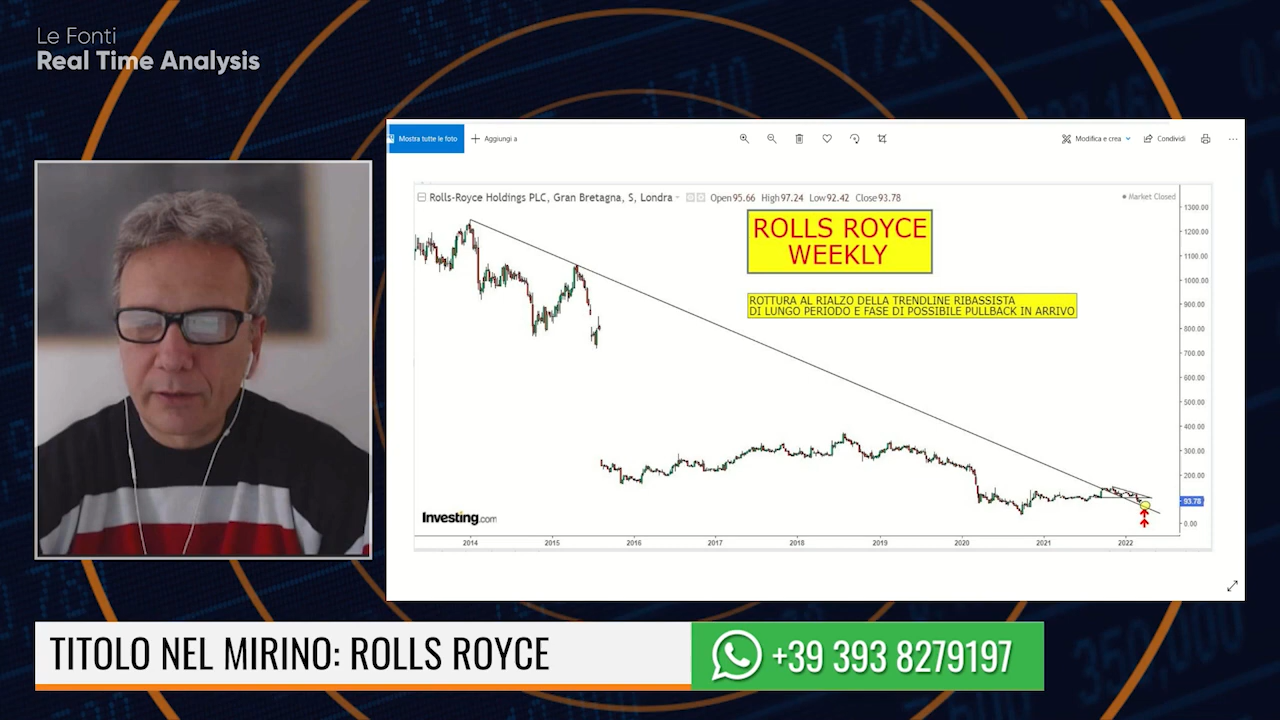 Le Fonti
Real Time Analysis
Mostra tutte le foto
Aggiungi a
Modifica e crea
Condividi
Rolls-Royce Holdings PLC, Gran Bretagna, S, Londra
Open 95.66 High 97.24 Low 92.42 Close 93.78
Market Closed
ROLLS ROYCE
WEEKLY
ROTTURA AL RIALZO DELLA TRENDLINE RIBASSISTA
DI LUNGO PERIODO E FASE DI POSSIBILE PULLBACK IN ARRIVO
1300.00
1200.00
1100.00
1000.00
900.00
800.00
700.00
600.00
500.00
400.00
300.00
200.00
93.78
0.00
Investing.com
2014 2015 2016 2017 2018 2019 2020 2021 2022
TITOLO NEL MIRINO: ROLLS ROYCE
+39 393 8279197